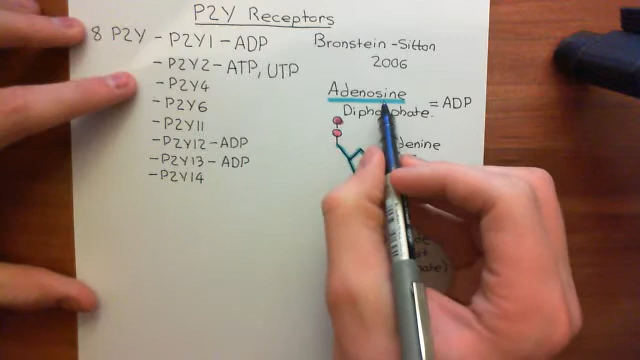 P2Y Receptors
8 P2Y - P2Y1 - ADP
- P2Y2 - ATP, UTP
- P2Y4
- P2Y6
- P2Y11
- P2Y12 - ADP
- P2Y13 - ADP
- P2Y14
Bronstein-Sitton
2006
Adenosine
Diphosphate = ADP